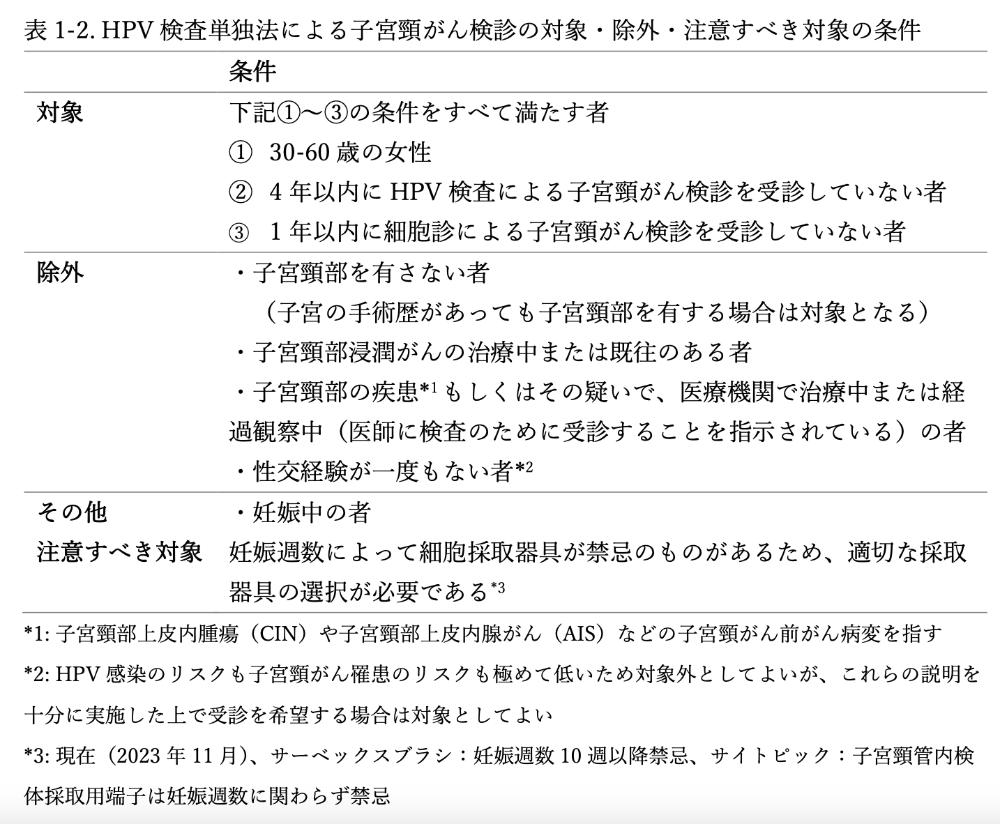 表 1-2. HPV 検査単独法による子宮頸がん検診の対象・除外・注意すべき対象の条件
条件
対象 下記①〜③の条件をすべて満たす者
① 30-60 歳の女性
② 4 年以内に HPV 検査による子宮頸がん検診を受診していない者
③ 1 年以内に細胞診による子宮頸がん検診を受診していない者
除外 ・子宮頸部を有さない者
（子宮の手術歴があっても子宮頸部を有する場合は対象となる）
・子宮頸部浸潤がんの治療中または既往のある者
・子宮頸部の疾患*1 もしくはその疑いで、医療機関で治療中または経
過観察中（医師に検査のために受診することを指示されている）の者
・性交経験が一度もない者*2
その他 ・妊娠中の者
注意すべき対象 妊娠週数によって細胞採取器具が禁忌のものがあるため、適切な採取
器具の選択が必要である*3
*1: 子宮頸部上皮内腫瘍（CIN）や子宮頸部上皮内腺がん（AIS）などの子宮頸がん前がん病変を指す
*2: HPV 感染のリスクも子宮頸がん罹患のリスクも極めて低いため対象外としてよいが、これらの説明を
十分に実施した上で受診を希望する場合は対象としてよい
*3: 現在（2023 年 11 月）、サーベックスブラシ：妊娠週数 10 週以降禁忌、サイトピック：子宮頸管内検
体採取用端子は妊娠週数に関わらず禁忌